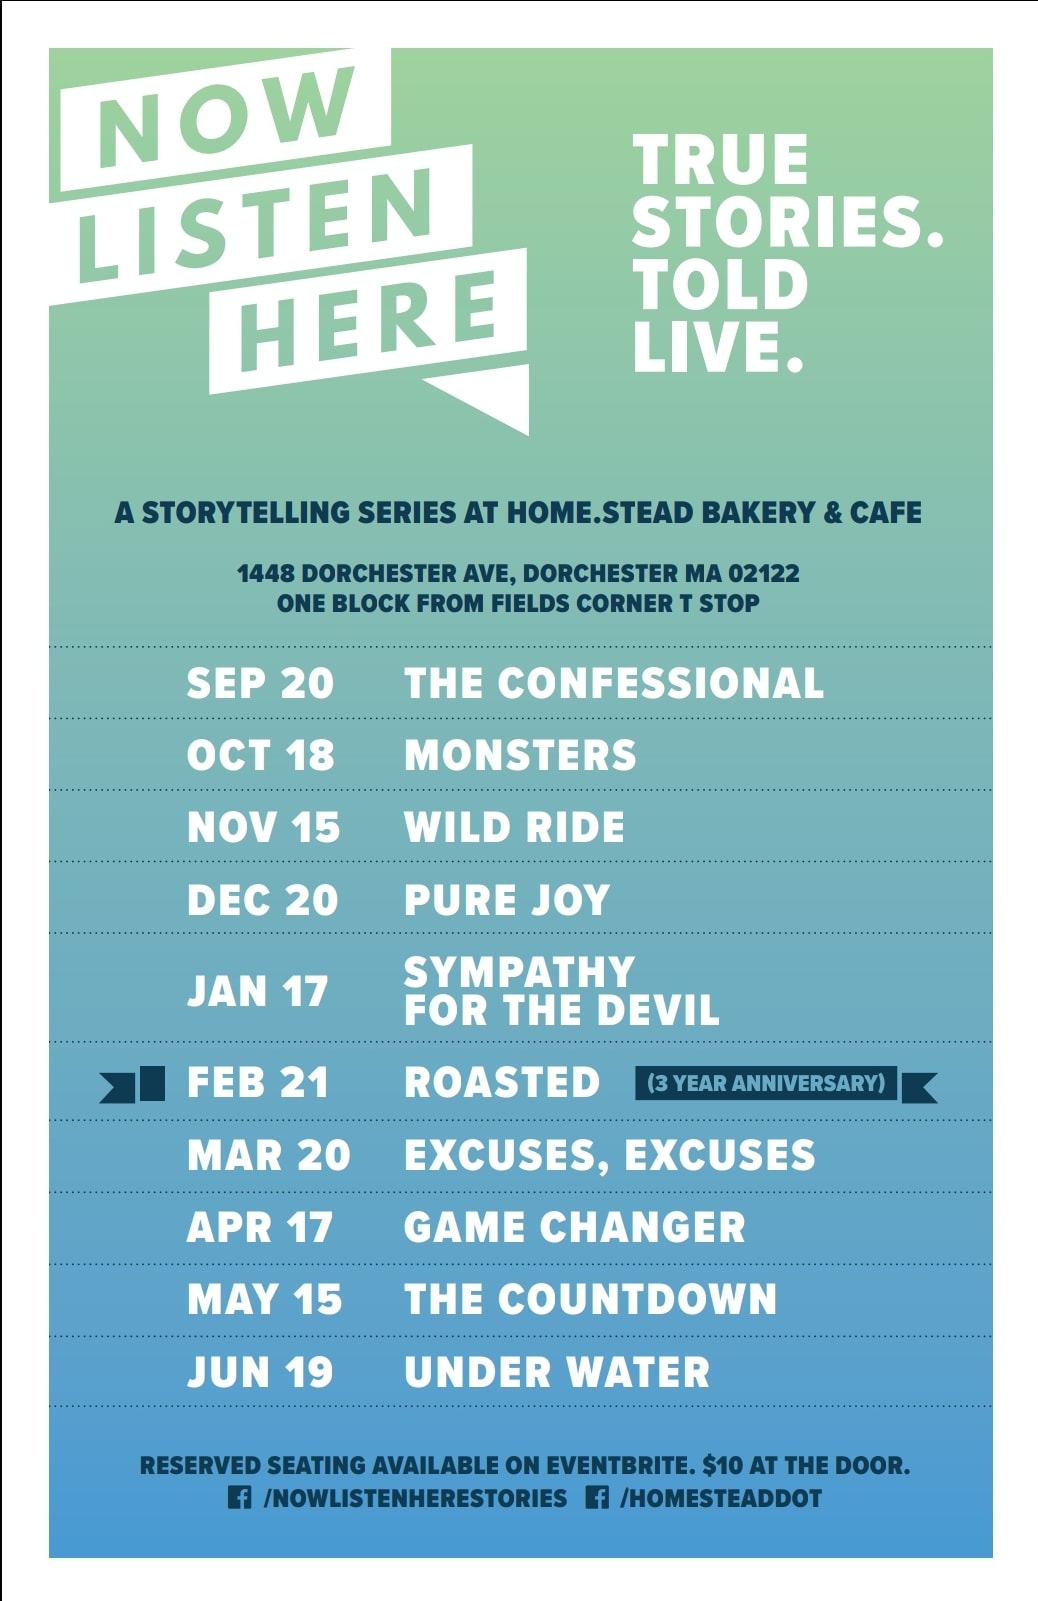 NOW
LISTEN
HERE
TRUE
STORIES.
TOLD
LIVE.
A STORYTELLING SERIES AT HOME.STEAD BAKERY & CAFE
1448 DORCHESTER AVE, DORCHESTER MA 02122
ONE BLOCK FROM FIELDS CORNER T STOP
SEP 20 THE CONFESSIONAL
OCT 18 MONSTERS
NOV 15 WILD RIDE
DEC 20 PURE JOY
JAN 17 SYMPATHY
FOR THE DEVIL
FEB 21 ROASTED (3 YEAR ANNIVERSARY)
MAR 20 EXCUSES, EXCUSES
APR 17 GAME CHANGER
MAY 15 THE COUNTDOWN
JUN 19 UNDER WATER
RESERVED SEATING AVAILABLE ON EVENTBRITE. $10 AT THE DOOR.
f /NOWLISTENHERESTORIES f /HOMESTEADDOT